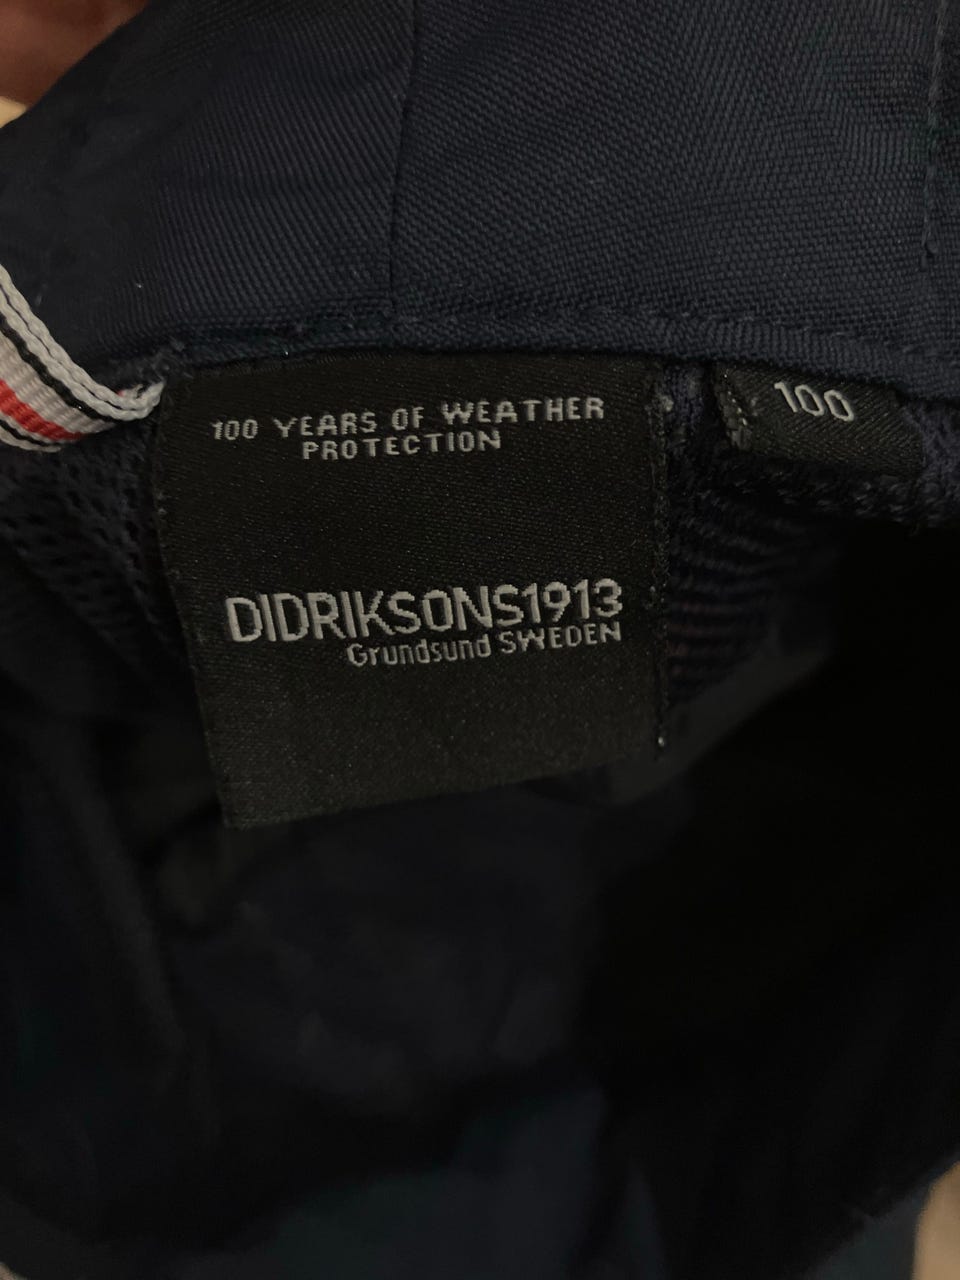 100 YEARS OF WEATHER
PROTECTION
100
DIDRIKSONS1913
Grundsund SWEDEN